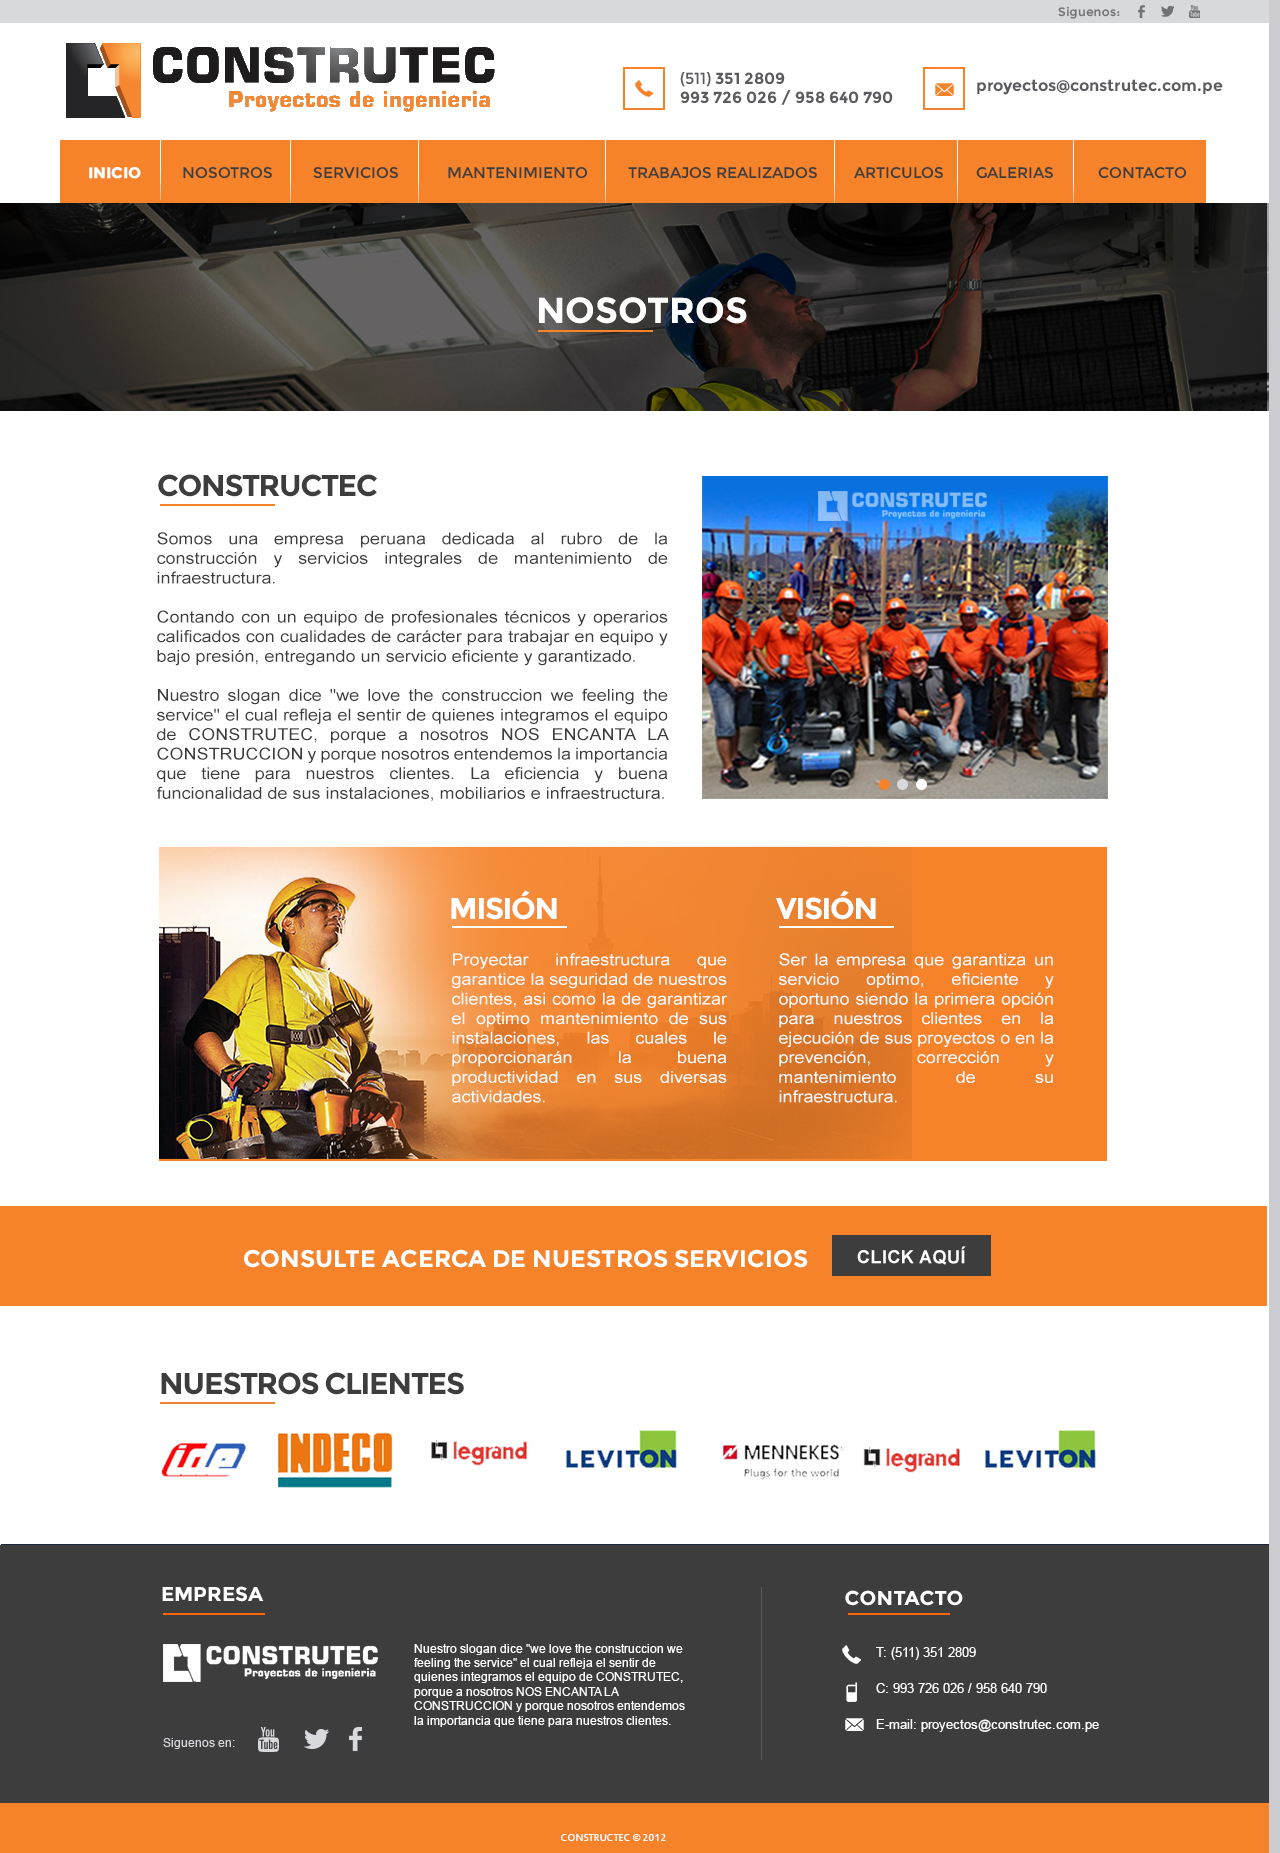 Siguenos:
CONSTRUTEC
Proyectos de ingenieria
(511) 351 2809
993 726 026 / 958 640 790
proyectos@construtec.com.pe
INICIO NOSOTROS SERVICIOS MANTENIMIENTO TRABAJOS REALIZADOS ARTICULOS GALERIAS CONTACTO
NOSOTROS
CONSTRUCTEC
Somos una empresa peruana dedicada al rubro de la
construcción y servicios integrales de mantenimiento de
infraestructura.
Contando con un equipo de profesionales técnicos y operarios
calificados con cualidades de carácter para trabajar en equipo y
bajo presión, entregando un servicio eficiente y garantizado.
Nuestro slogan dice "we love the construccion we feeling the
service" el cual refleja el sentir de quienes integramos el equipo
de CONSTRUTEC, porque a nosotros NOS ENCANTA LA
CONSTRUCCION y porque nosotros entendemos la importancia
que tiene para nuestros clientes. La eficiencia y buena
funcionalidad de sus instalaciones, mobiliarios e infraestructura.
CONSTRUTEC
Proyectos de ingenieria
MISIÓN
Proyectar infraestructura que
garantice la seguridad de nuestros
clientes, asi como la de garantizar
el optimo mantenimiento de sus
instalaciones, las cuales le
proporcionarán la buena
productividad en sus diversas
actividades.
VISIÓN
Ser la empresa que garantiza un
servicio optimo, eficiente y
oportuno siendo la primera opción
para nuestros clientes en la
ejecución de sus proyectos o en la
prevención, corrección y
mantenimiento de su
infraestructura.
CONSULTE ACERCA DE NUESTROS SERVICIOS
CLICK AQUÍ
NUESTROS CLIENTES
INDECO
legrand
LEVITON
MENNEKES
Plugs for the world
legrand
LEVITON
EMPRESA
CONSTRUTEC
Proyectos de ingenieria
Siguenos en:
You
Tube
Nuestro slogan dice "we love the construccion we
feeling the service" el cual refleja el sentir de
quienes integramos el equipo de CONSTRUTEC,
porque a nosotros NOS ENCANTA LA
CONSTRUCCION y porque nosotros entendemos
la importancia que tiene para nuestros clientes.
CONTACTO
T: (511) 351 2809
C: 993 726 026 / 958 640 790
E-mail: proyectos@construtec.com.pe
CONSTRUCTEC © 2012